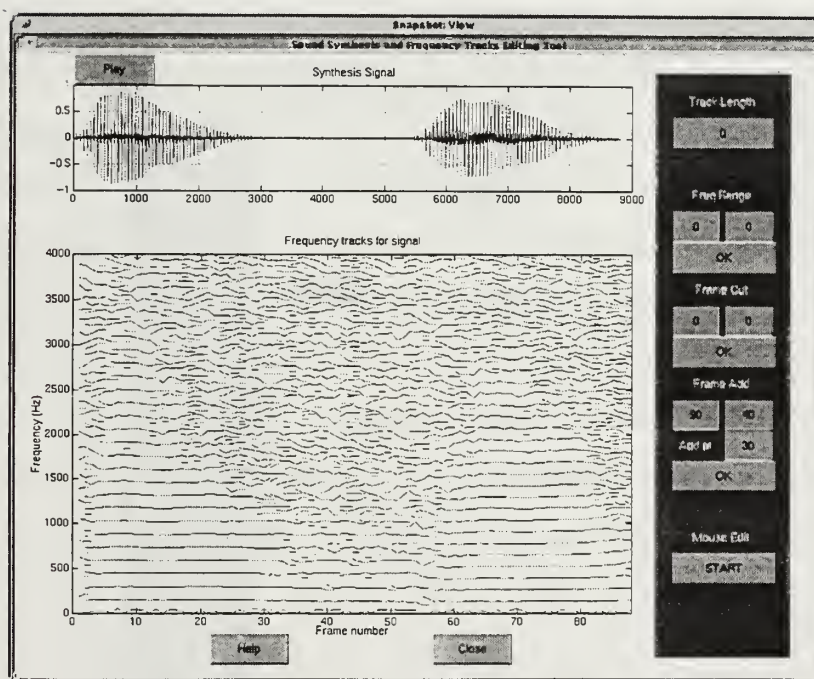 Snapshot: View
Sound Synthesis and Frequency Tracks Editing Tool
Play
Synthesis Signal
0.5
0
-0.5
-1
0 1000 2000 3000 4000 5000 6000 7000 8000 9000
Frequency tracks for signal
4000
3500
3000
2500
2000
1500
1000
500
0
Frequency (Hz)
0 10 20 30 40 50 60 70 80
Frame number
Help
Close
Track Length
0
Freq Range
0 0
OK
Frame Cut
0 0
OK
Frame Add
Add at 30
OK
Mouse Edit
START